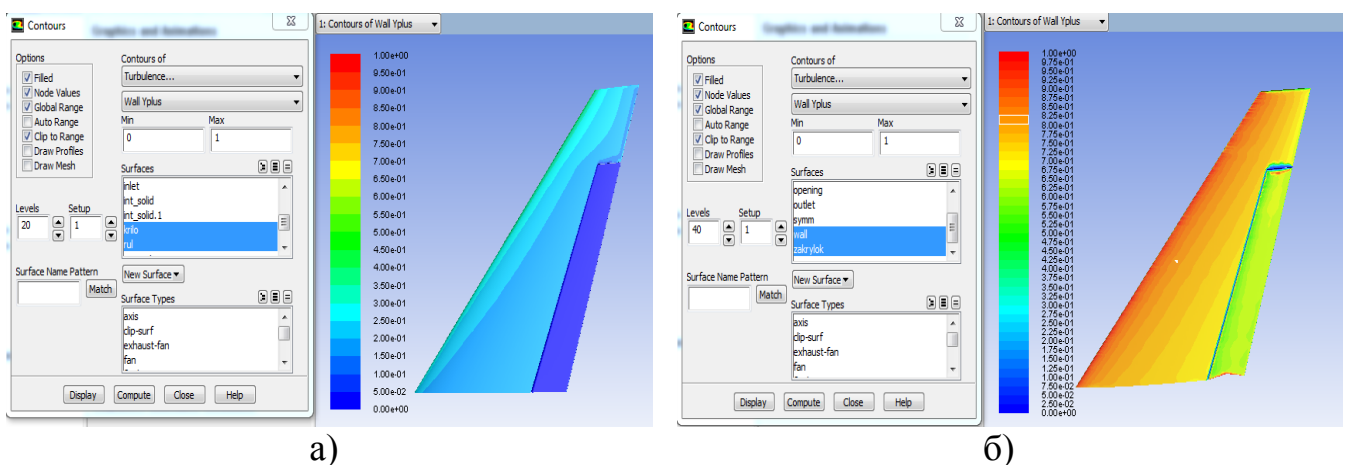 Contours
Options
Filled
Node Values
Global Range
Auto Range
Clip to Range
Draw Profiles
Draw Mesh
Contours of
Turbulence...
Wall Yplus
Min
Max
0
1
Surfaces
inlet
int_solid
int_solid.1
krilo
rul
Levels
Setup
20
1
Surface Name Pattern
Match
New Surface
Surface Types
axis
clip-surf
exhaust-fan
fan
Display
Compute
Close
Help
1: Contours of Wall Yplus
1.00e+00
9.50e-01
9.00e-01
8.50e-01
8.00e-01
7.50e-01
7.00e-01
6.50e-01
6.00e-01
5.50e-01
5.00e-01
4.50e-01
4.00e-01
3.50e-01
3.00e-01
2.50e-01
2.00e-01
1.50e-01
1.00e-01
5.00e-02
0.00e+00
а)
Contours
Options
Filled
Node Values
Global Range
Auto Range
Clip to Range
Draw Profiles
Draw Mesh
Contours of
Turbulence...
Wall Yplus
Min
Max
0
1
Surfaces
opening
outlet
symm
wall
zakrylok
Levels
Setup
40
1
Surface Name Pattern
Match
New Surface
Surface Types
axis
clip-surf
exhaust-fan
fan
Display
Compute
Close
Help
1: Contours of Wall Yplus
1.00e+00
9.75e-01
9.50e-01
9.25e-01
9.00e-01
8.75e-01
8.50e-01
8.25e-01
8.00e-01
7.75e-01
7.50e-01
7.25e-01
7.00e-01
6.75e-01
6.50e-01
6.25e-01
6.00e-01
5.75e-01
5.50e-01
5.25e-01
5.00e-01
4.75e-01
4.50e-01
4.25e-01
4.00e-01
3.75e-01
3.50e-01
3.25e-01
3.00e-01
2.75e-01
2.50e-01
2.25e-01
2.00e-01
1.75e-01
1.50e-01
1.25e-01
1.00e-01
7.50e-02
5.00e-02
2.50e-02
0.00e+00
б)